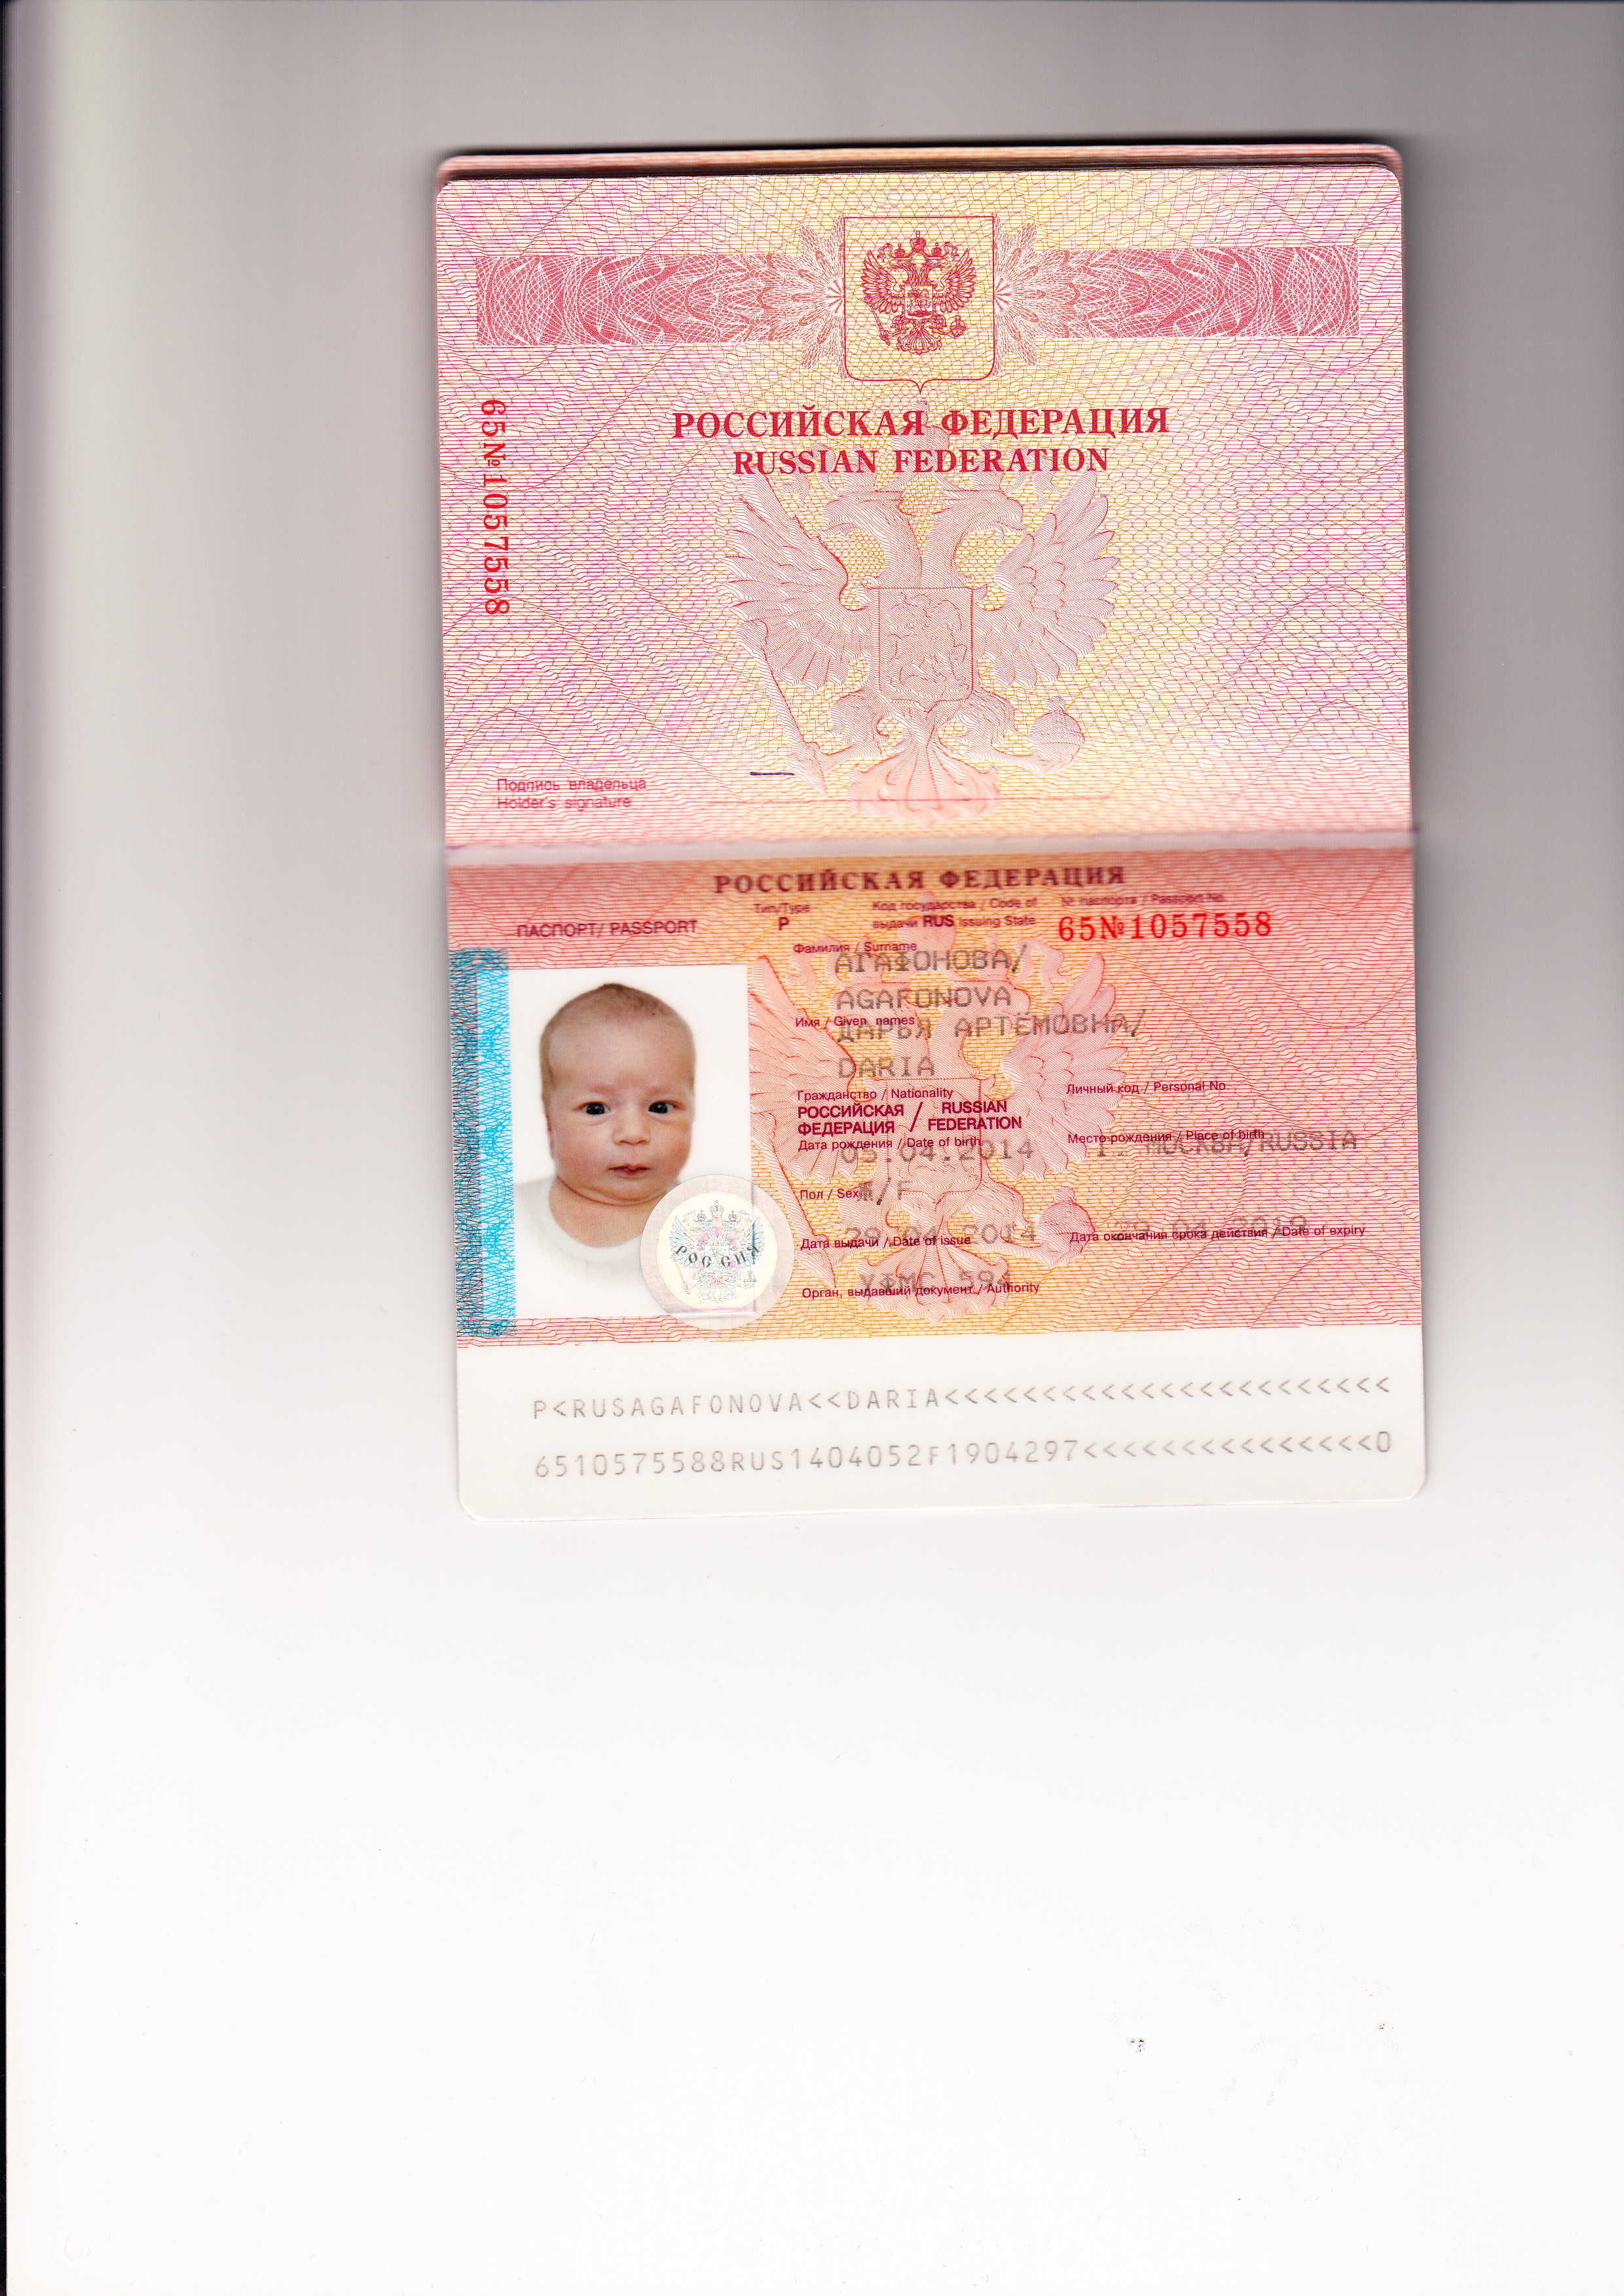 РОССИЙСКАЯ ФЕДЕРАЦИЯ
RUSSIAN FEDERATION
65№1057558
Подпись владельца
Holder's signature
РОССИЙСКАЯ ФЕДЕРАЦИЯ
ПАСПОРТ/ PASSPORT
Тип/Type
P
Код государства / Code of
выдачи RUS issuing State
№ паспорта / Passport No.
65№1057558
Фамилия / Surname
АГАФОНОВА/
AGAFONOVA
Имя / Given names
ДАРЬЯ АРТЁМОВНА/
DARIA
Гражданство / Nationality
РОССИЙСКАЯ / RUSSIAN
ФЕДЕРАЦИЯ / FEDERATION
Личный код / Personal No.
Дата рождения / Date of birth
05.04.2014
Место рождения / Place of birth
Г. МОСКВА/RUSSIA
Пол / Sex
Ж/F
Дата выдачи / Date of issue
29.04.2014
Дата окончания срока действия / Date of expiry
29.04.2019
Орган, выдавший документ / Authority
УФМС 594
РОССИЯ
P<RUSAGAFONOVA<<DARIA<<<<<<<<<<<<<<<<<<<<<<<
6510575588RUS1404052F1904297<<<<<<<<<<<<<<<0